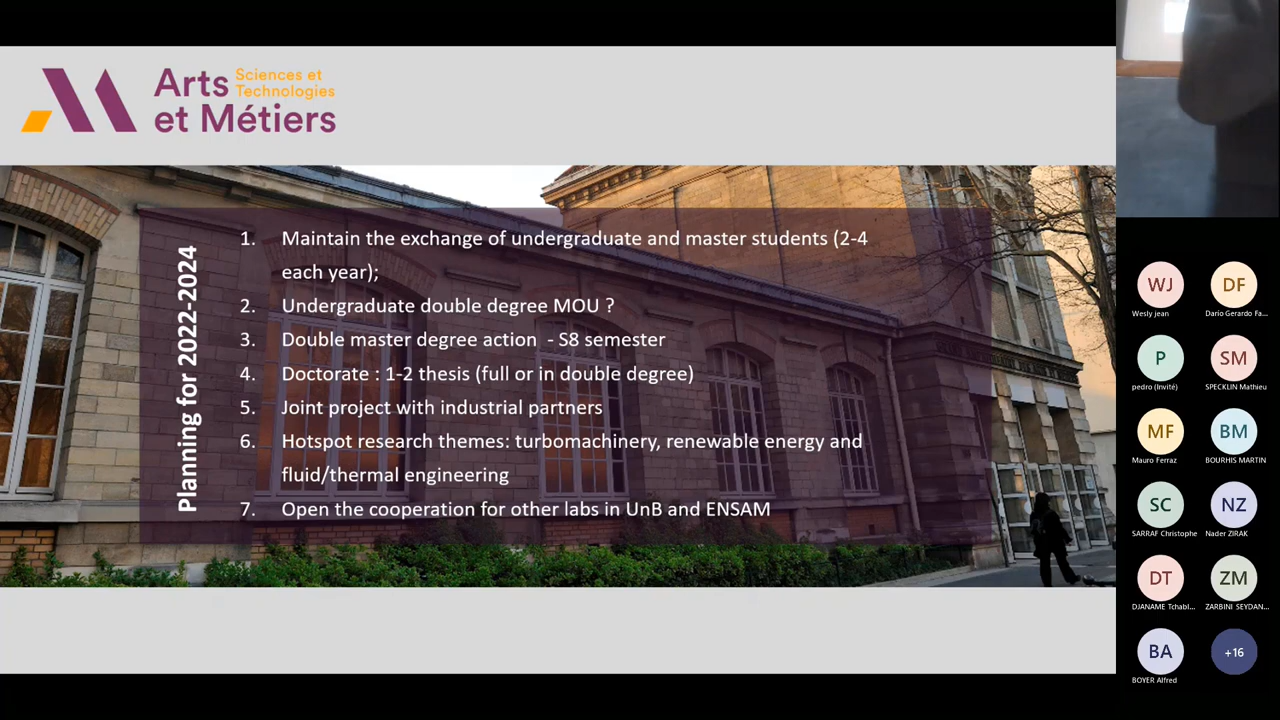 Arts Sciences et
Technologies
et Métiers
Planning for 2022-2024
1. Maintain the exchange of undergraduate and master students (2-4
each year);
2. Undergraduate double degree MOU ?
3. Double master degree action - S8 semester
4. Doctorate : 1-2 thesis (full or in double degree)
5. Joint project with industrial partners
6. Hotspot research themes: turbomachinery, renewable energy and
fluid/thermal engineering
7. Open the cooperation for other labs in UnB and ENSAM
WJ DF
Wesly jean Dario Gerardo Fa...
P SM
pedro (Invité) SPECKLIN Mathieu
MF BM
Mauro Ferraz BOURHIS MARTIN
SC NZ
SARRAF Christophe Nader ZIRAK
DT ZM
DJANAME Tchabl... ZARBINI SEYDAN...
BA +16
BOYER Alfred